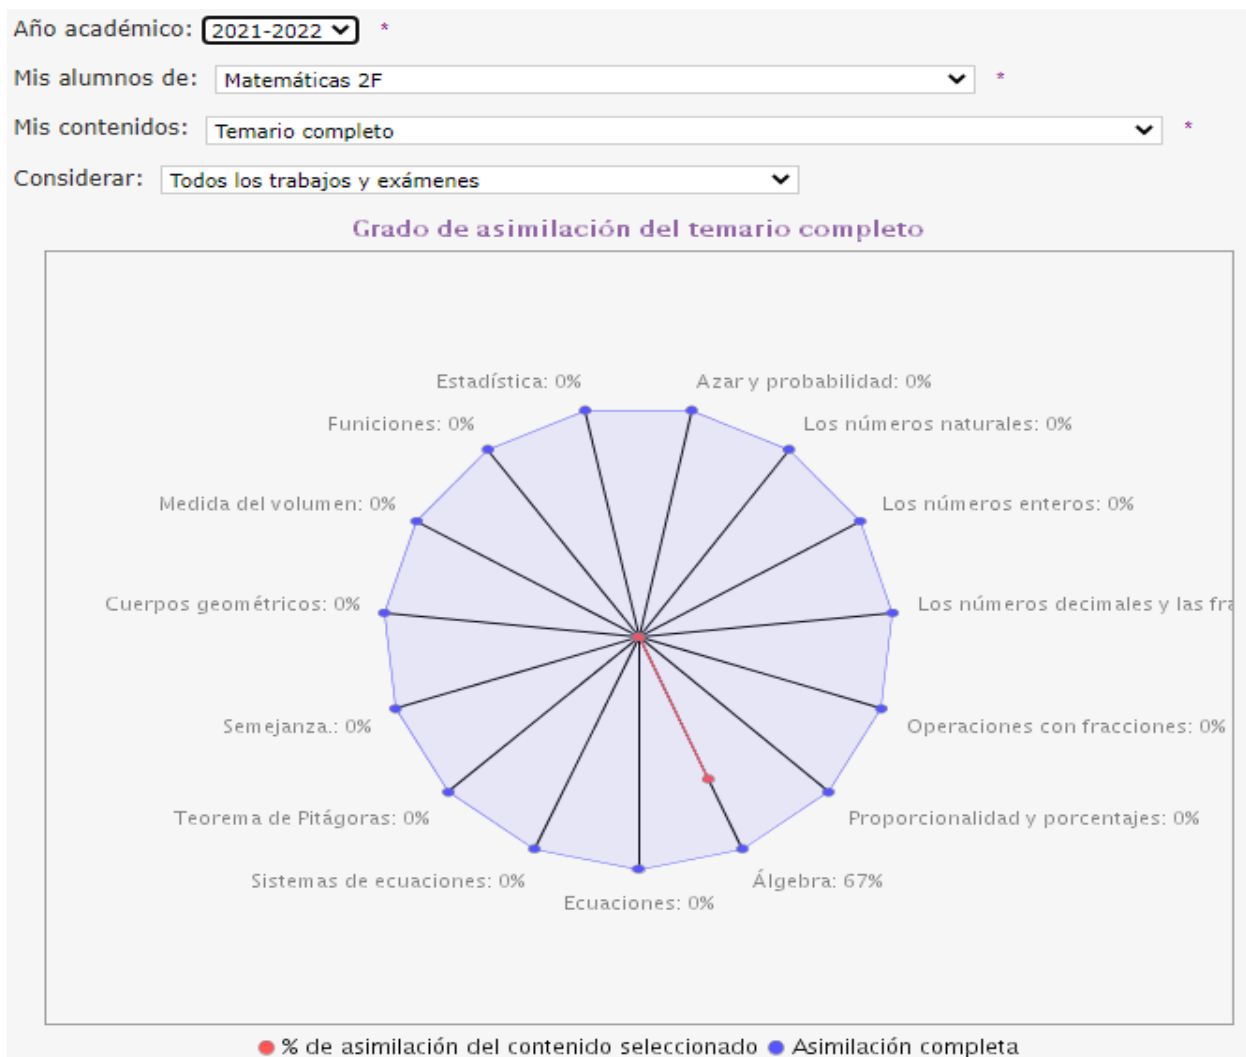 Año académico: 2021-2022 *
Mis alumnos de: Matemáticas 2F *
Mis contenidos: Temario completo *
Considerar: Todos los trabajos y exámenes
Grado de asimilación del temario completo
Estadística: 0% Azar y probabilidad: 0%
Funiciones: 0% Los números naturales: 0%
Medida del volumen: 0% Los números enteros: 0%
Cuerpos geométricos: 0% Los números decimales y las
Semejanza.: 0% Operaciones con fracciones: 0%
Teorema de Pitágoras: 0% Proporcionalidad y porcentajes: 0%
Sistemas de ecuaciones: 0% Álgebra: 67%
Ecuaciones: 0%
% de asimilación del contenido seleccionado Asimilación completa